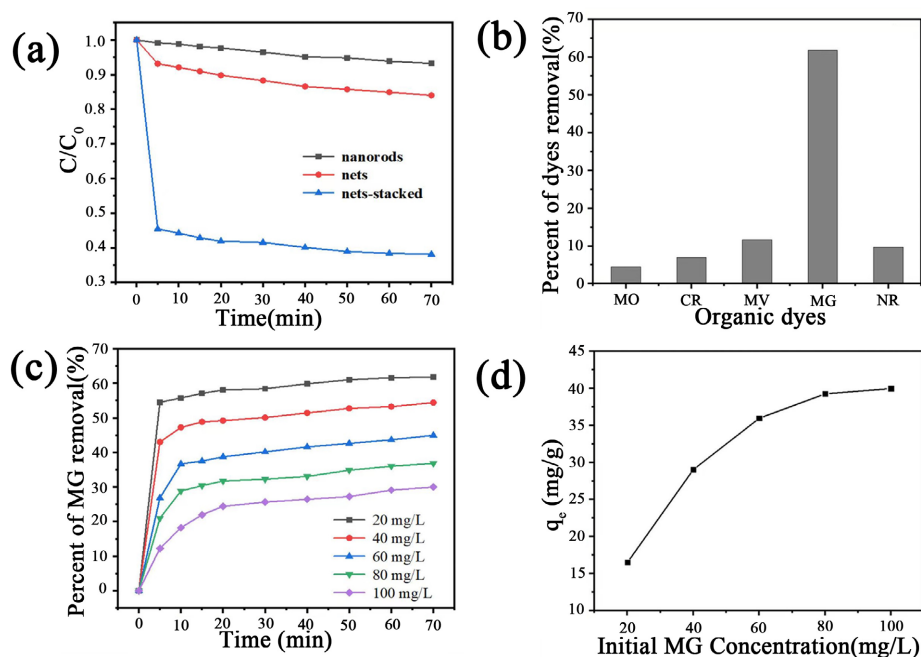 (a)
C/C0
1.0
0.9
0.8
0.7
0.6
0.5
0.4
0.3
nanorods
nets
nets-stacked
0 10 20 30 40 50 60 70
Time(min)
(b)
Percent of dyes removal(%)
70
60
50
40
30
20
10
0
MO CR MV MG NR
Organic dyes
(c)
Percent of MG removal(%)
70
60
50
40
30
20
10
0
20 mg/L
40 mg/L
60 mg/L
80 mg/L
100 mg/L
0 10 20 30 40 50 60 70
Time (min)
(d)
qe (mg/g)
45
40
35
30
25
20
15
10
20 40 60 80 100
Initial MG Concentration(mg/L)